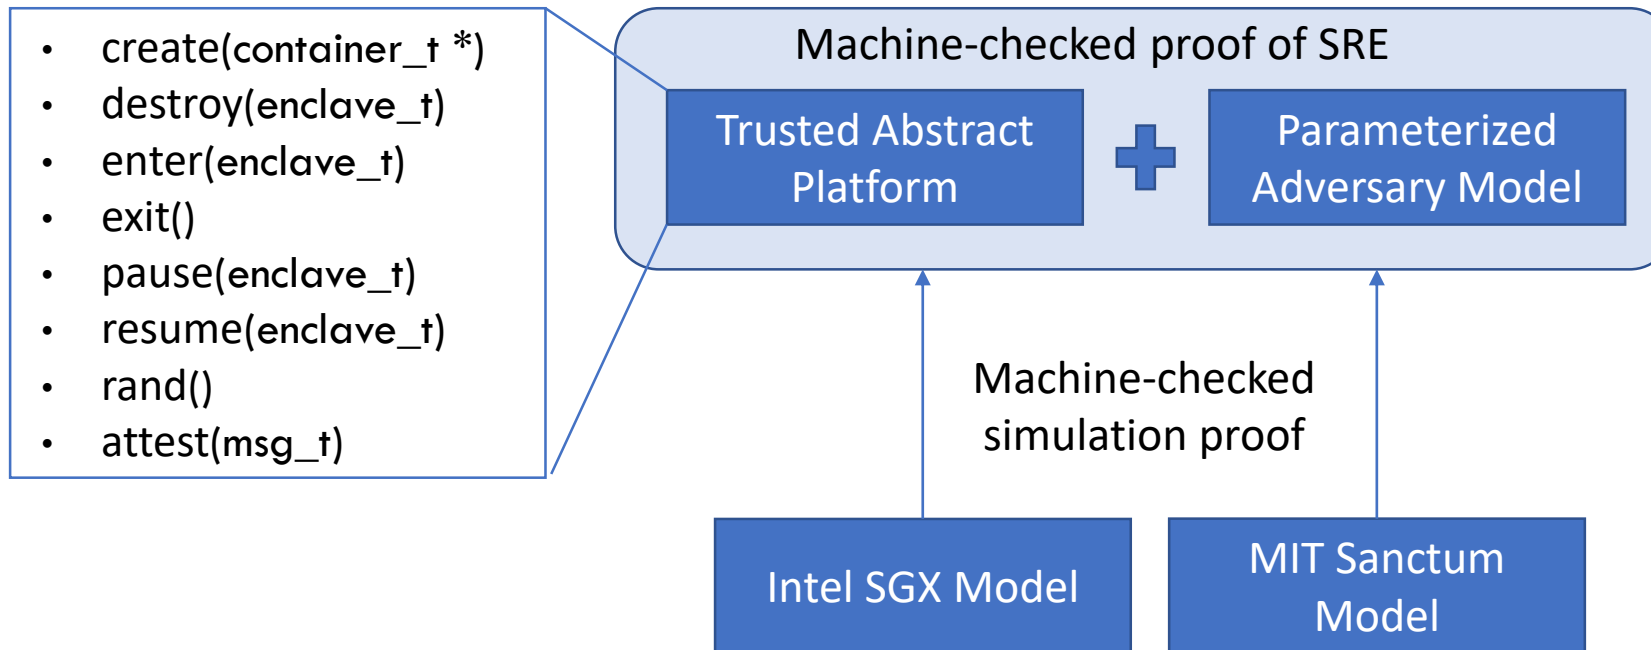 • create(container_t *)
• destroy(enclave_t)
• enter(enclave_t)
• exit()
• pause(enclave_t)
• resume(enclave_t)
• rand()
• attest(msg_t)
Machine-checked proof of SRE
Trusted Abstract
Platform
Parameterized
Adversary Model
Machine-checked
simulation proof
Intel SGX Model
MIT Sanctum
Model